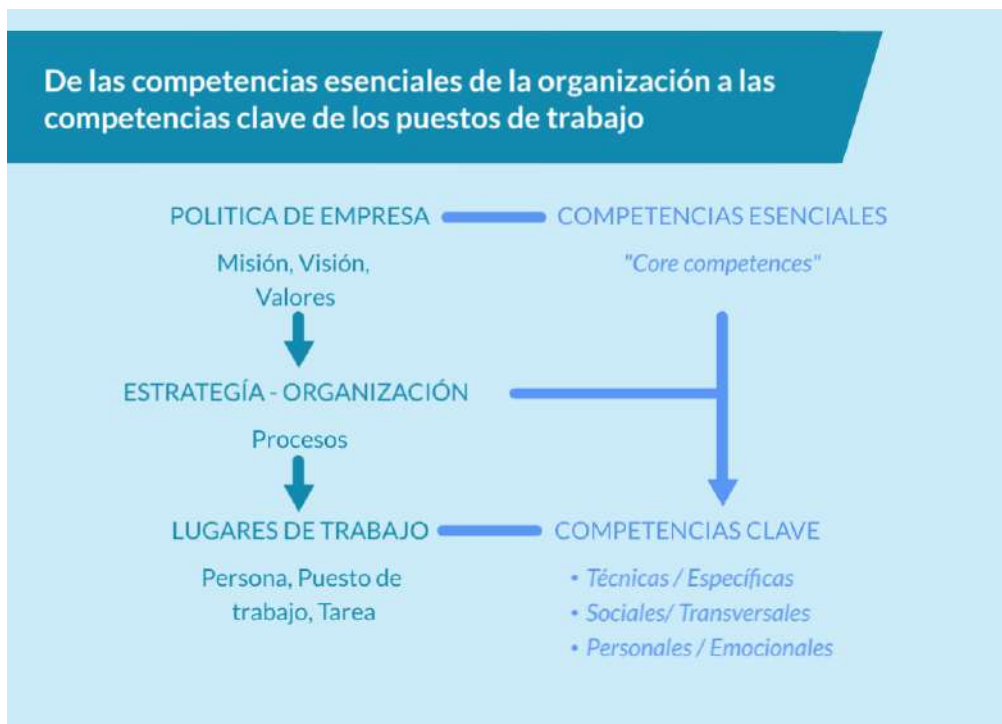 De las competencias esenciales de la organización a las
competencias clave de los puestos de trabajo
POLITICA DE EMPRESA
COMPETENCIAS ESENCIALES
Misión, Visión,
Valores
"Core competences"
ESTRATEGÍA - ORGANIZACIÓN
Procesos
LUGARES DE TRABAJO
COMPETENCIAS CLAVE
Persona, Puesto de
trabajo, Tarea
• Técnicas / Específicas
• Sociales/ Transversales
• Personales / Emocionales